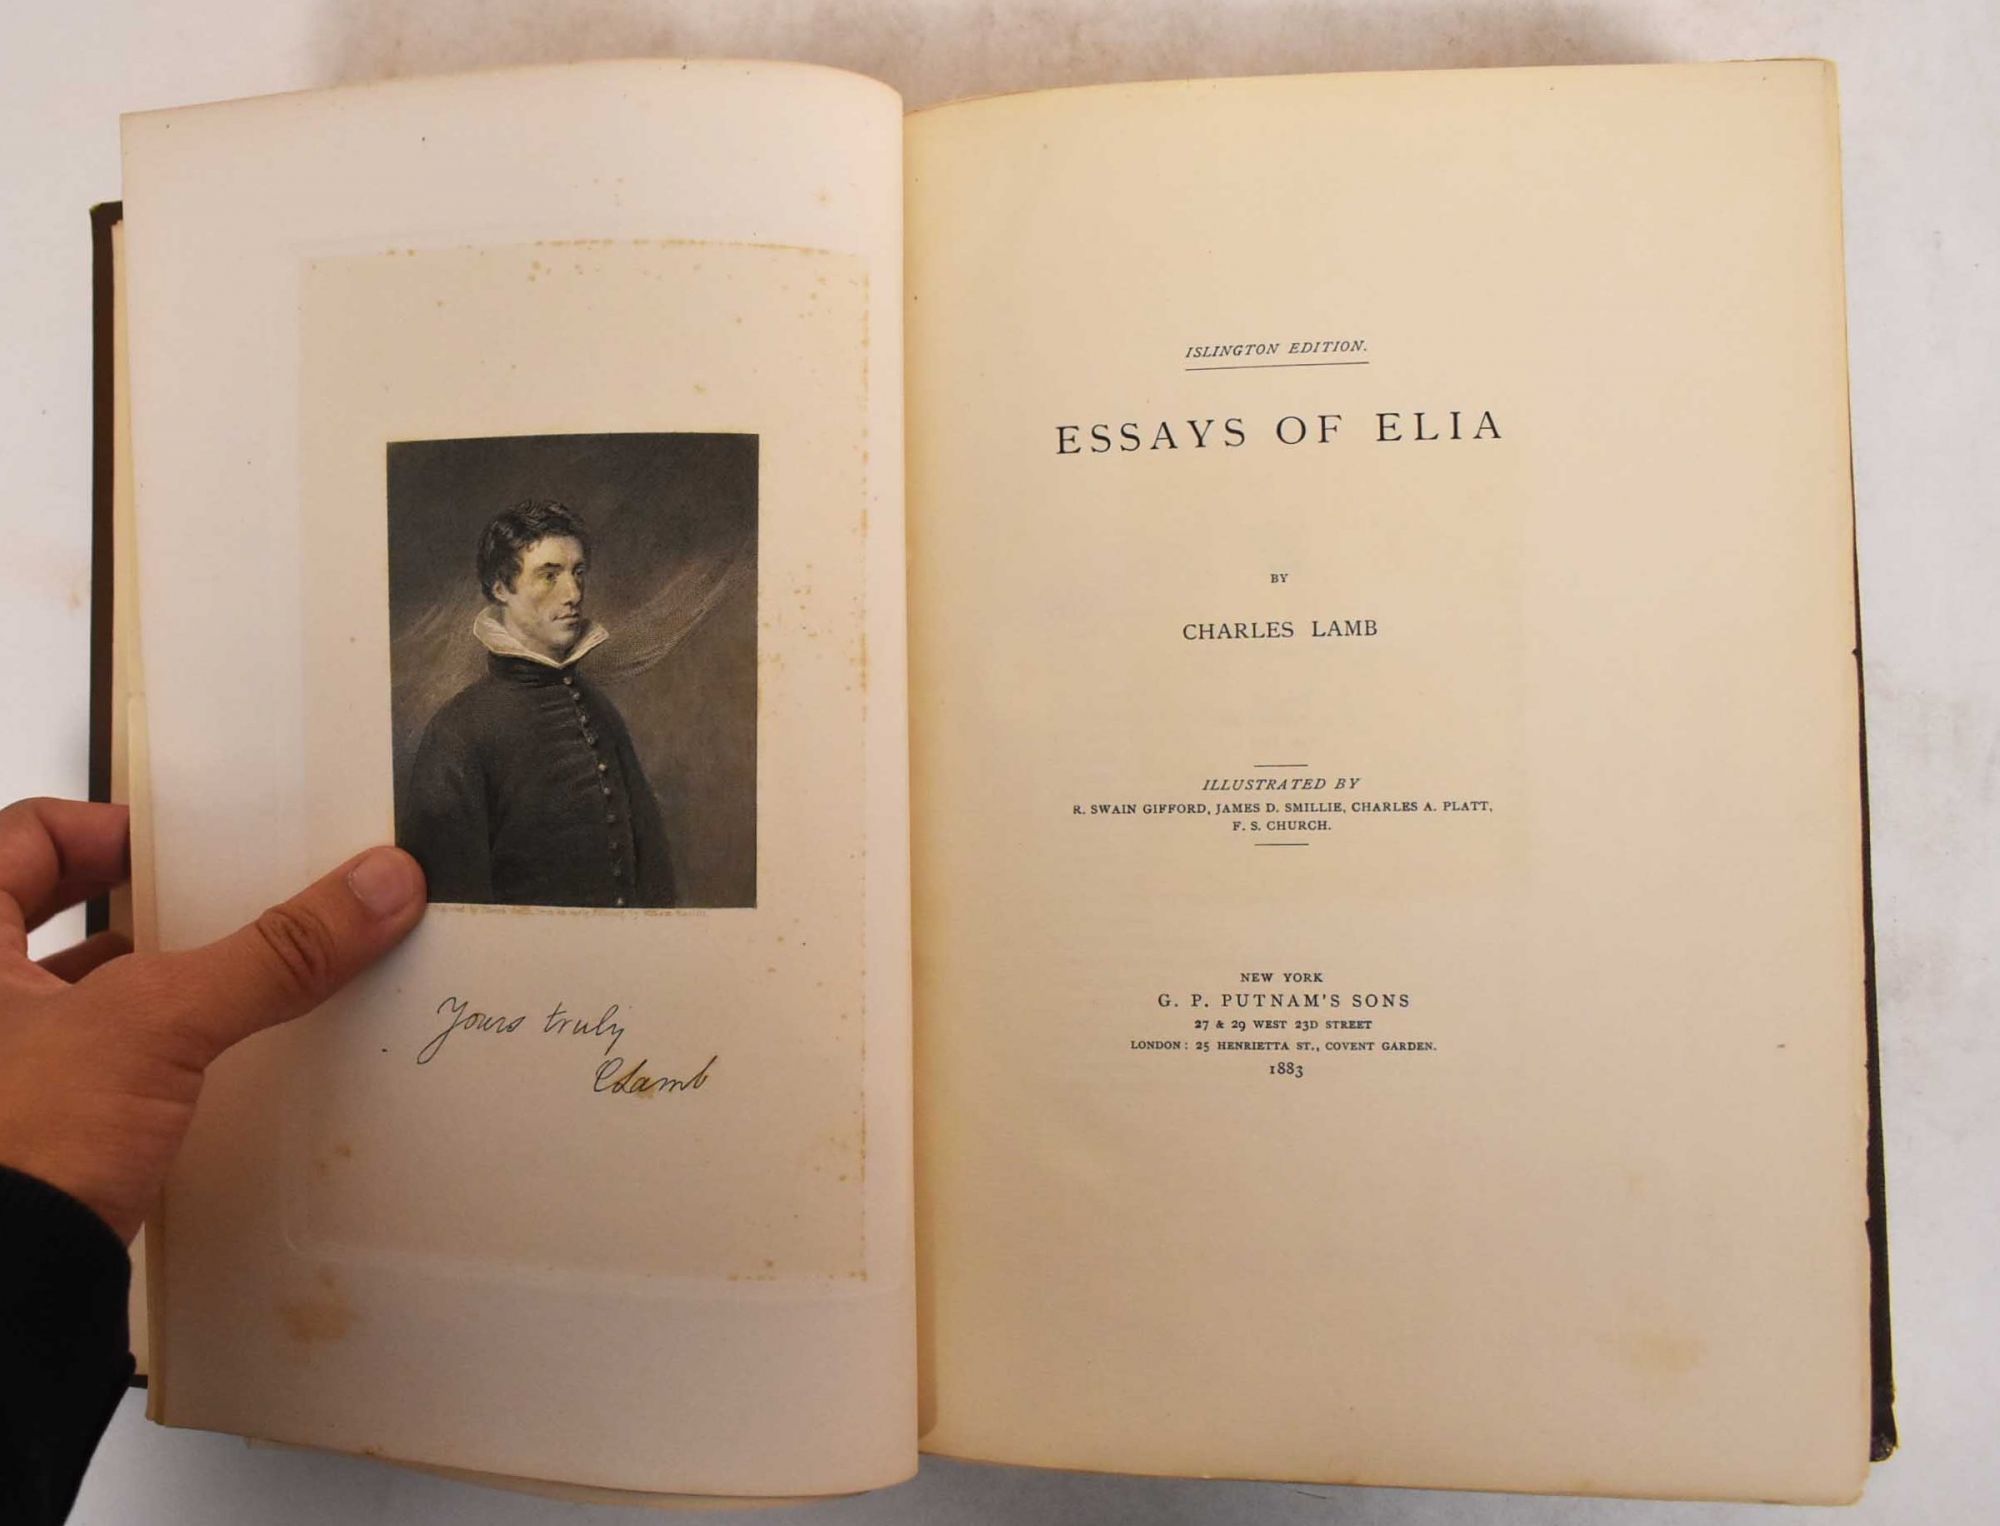 Yours truly
CLamb
ISLINGTON EDITION.
ESSAYS OF ELIA
BY
CHARLES LAMB
ILLUSTRATED BY
R. SWAIN GIFFORD, JAMES D. SMILLIE, CHARLES A. PLATT,
F. S. CHURCH.
NEW YORK
G. P. PUTNAM'S SONS
27 & 29 WEST 23D STREET
LONDON: 25 HENRIETTA ST., COVENT GARDEN.
1883